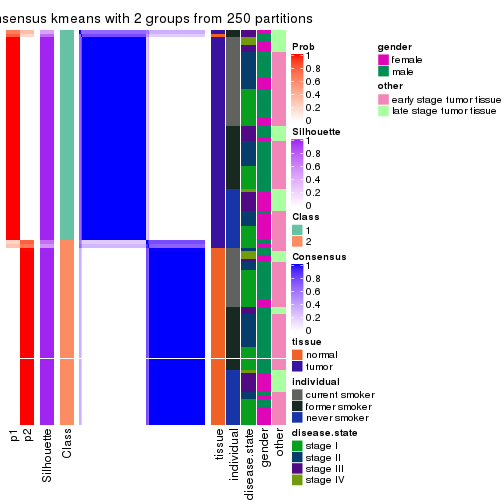 sensus kmeans with 2 groups from 250 partitions
Prob
1
0.8
0.6
0.4
0.2
0
Silhouette
1
0.8
0.6
0.4
0.2
0
Class
1
2
Consensus
1
0.8
0.6
0.4
0.2
0
tissue
normal
tumor
individual
current smoker
former smoker
never smoker
disease.state
stage I
stage II
stage III
stage IV
gender
female
male
other
early stage tumor tissue
late stage tumor tissue
p1
p2
Silhouette
Class
tissue
individual
disease.state
gender
other